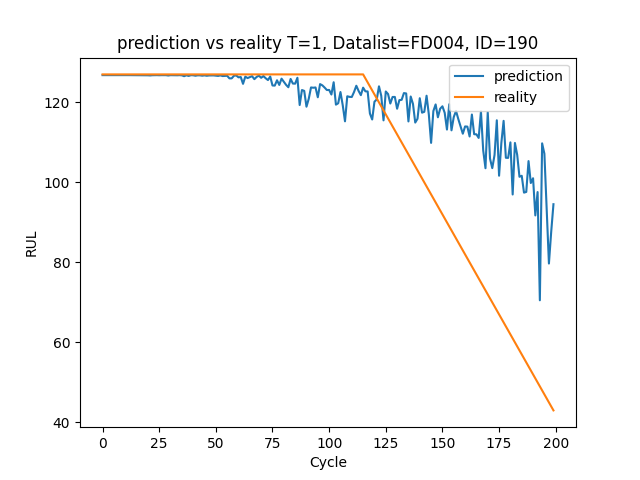 prediction vs reality T=1, Datalist=FD004, ID=190
prediction
reality
RUL
120
100
80
60
40
0 25 50 75 100 125 150 175 200
Cycle